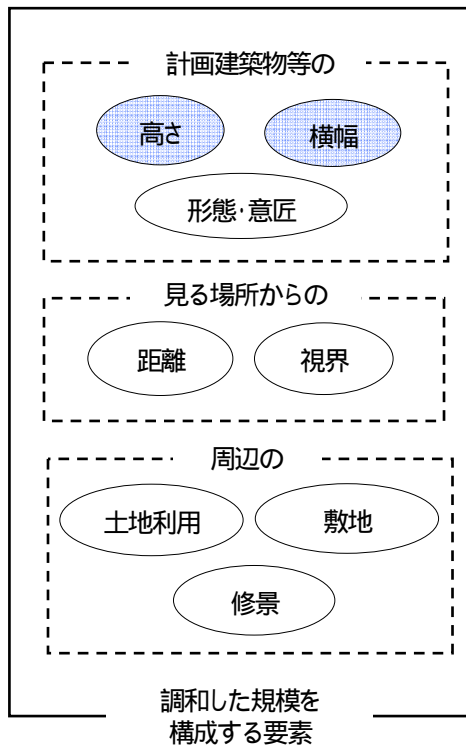 計画建築物等の
高さ
横幅
形態・意匠
見る場所からの
距離
視界
周辺の
土地利用
敷地
修景
調和した規模を
構成する要素